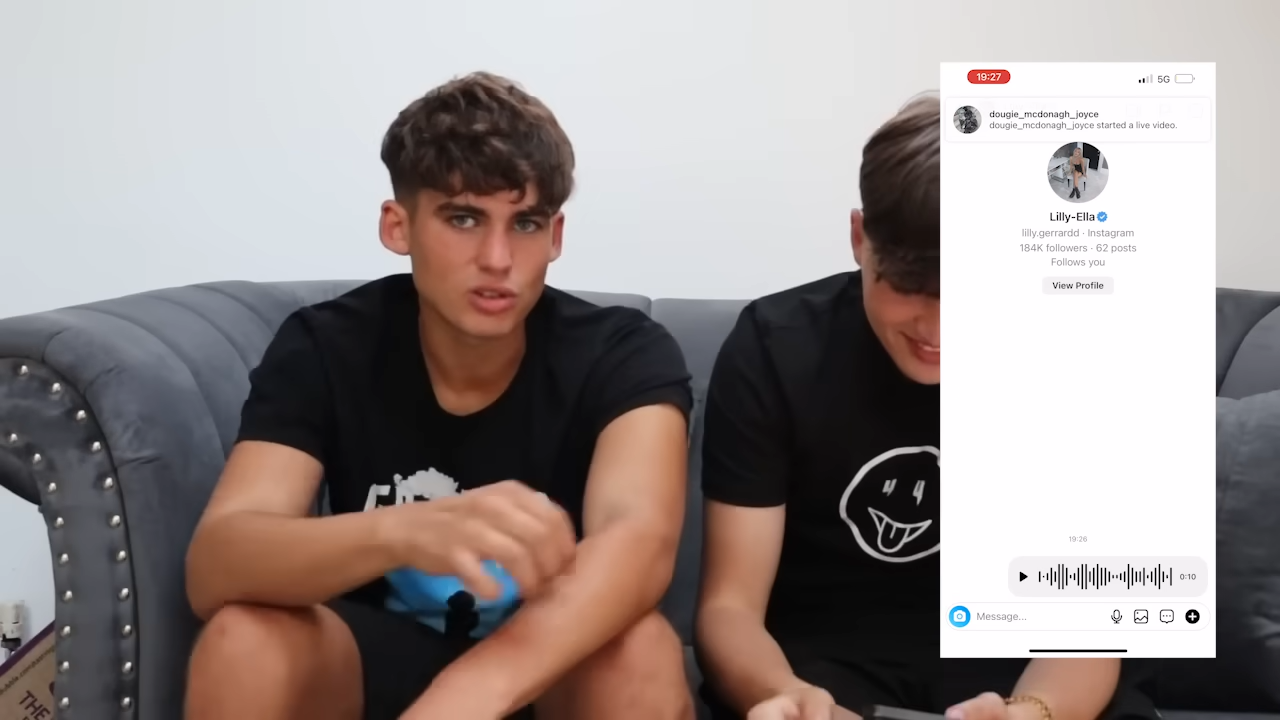 19:27
5G
dougie_mcdonagh_joyce
dougie_mcdonagh_joyce started a live video.
Lilly-Ella
lilly.gerrardd · Instagram
184K followers · 62 posts
Follows you
View Profile
19:26
0:10
Message...
THE